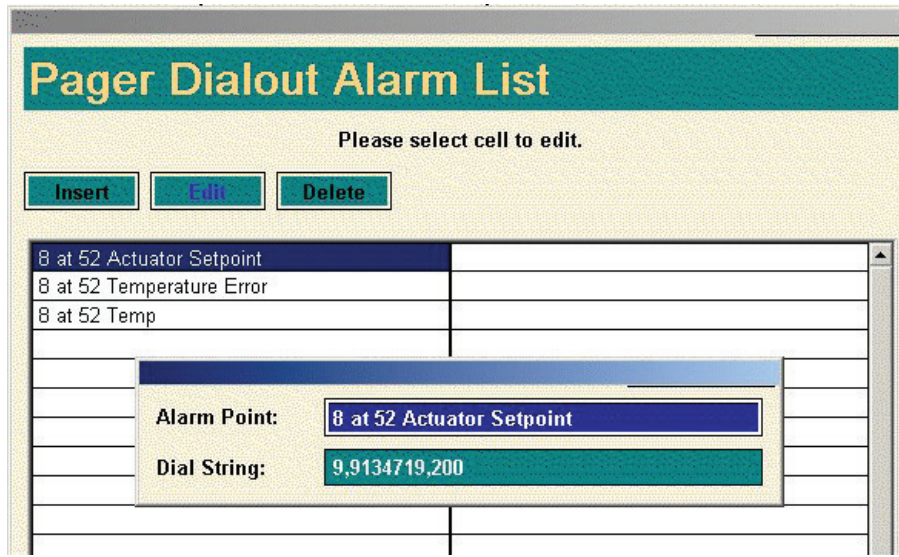 Pager Dialout Alarm List
Please select cell to edit.
Insert Edit Delete
8 at 52 Actuator Setpoint
8 at 52 Temperature Error
8 at 52 Temp
Alarm Point: 8 at 52 Actuator Setpoint
Dial String: 9,9134719,200